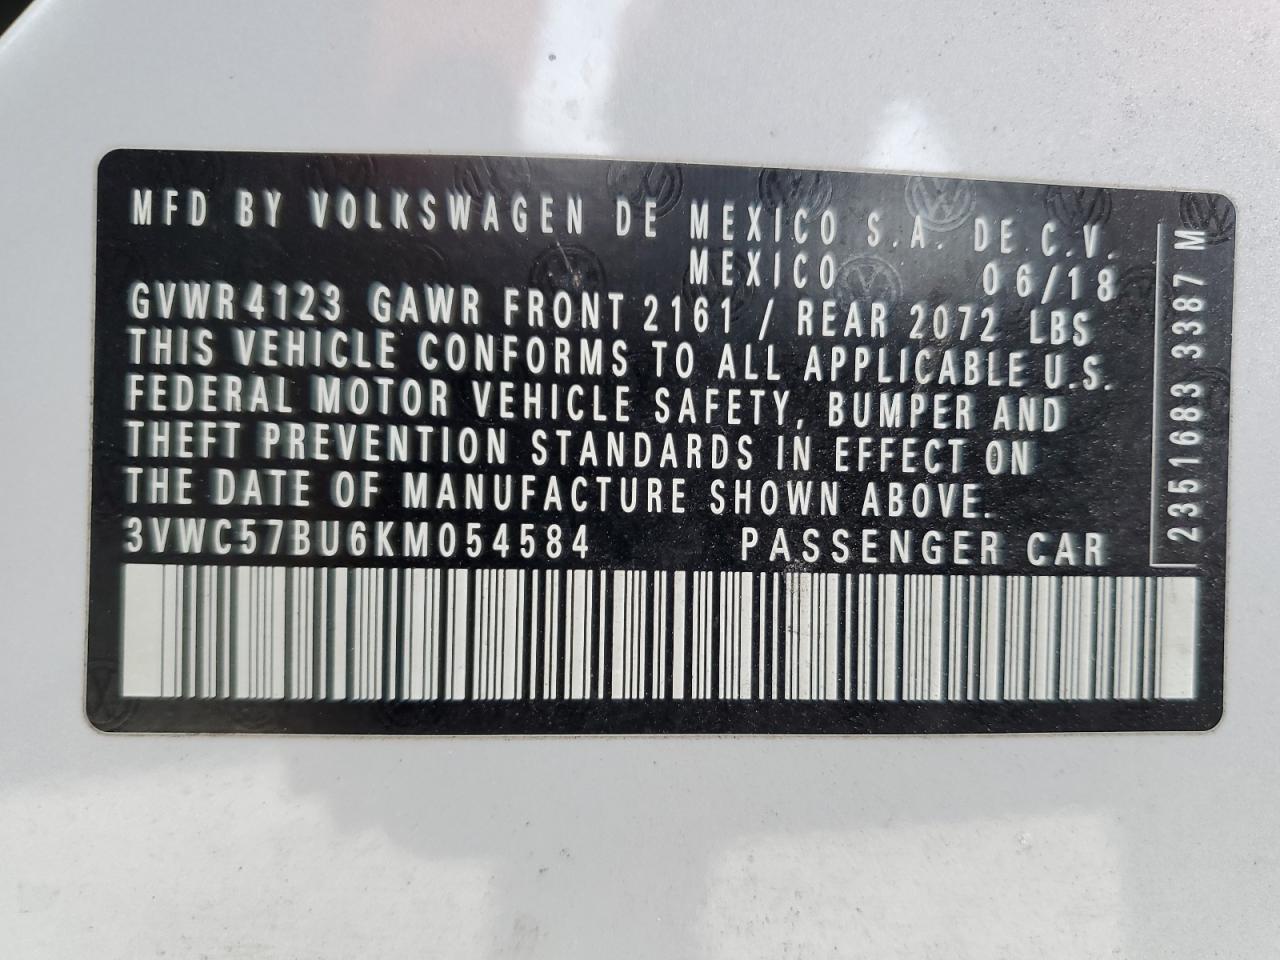 MFD BY VOLKSWAGEN DE MEXICO S.A. DE C.V.
MEXICO 06/18
GVWR 4123 GAWR FRONT 2161 / REAR 2072 LBS
THIS VEHICLE CONFORMS TO ALL APPLICABLE U.S.
FEDERAL MOTOR VEHICLE SAFETY, BUMPER AND
THEFT PREVENTION STANDARDS IN EFFECT ON
THE DATE OF MANUFACTURE SHOWN ABOVE.
3VWC57BU6KM054584 PASSENGER CAR
2351683 3387 M